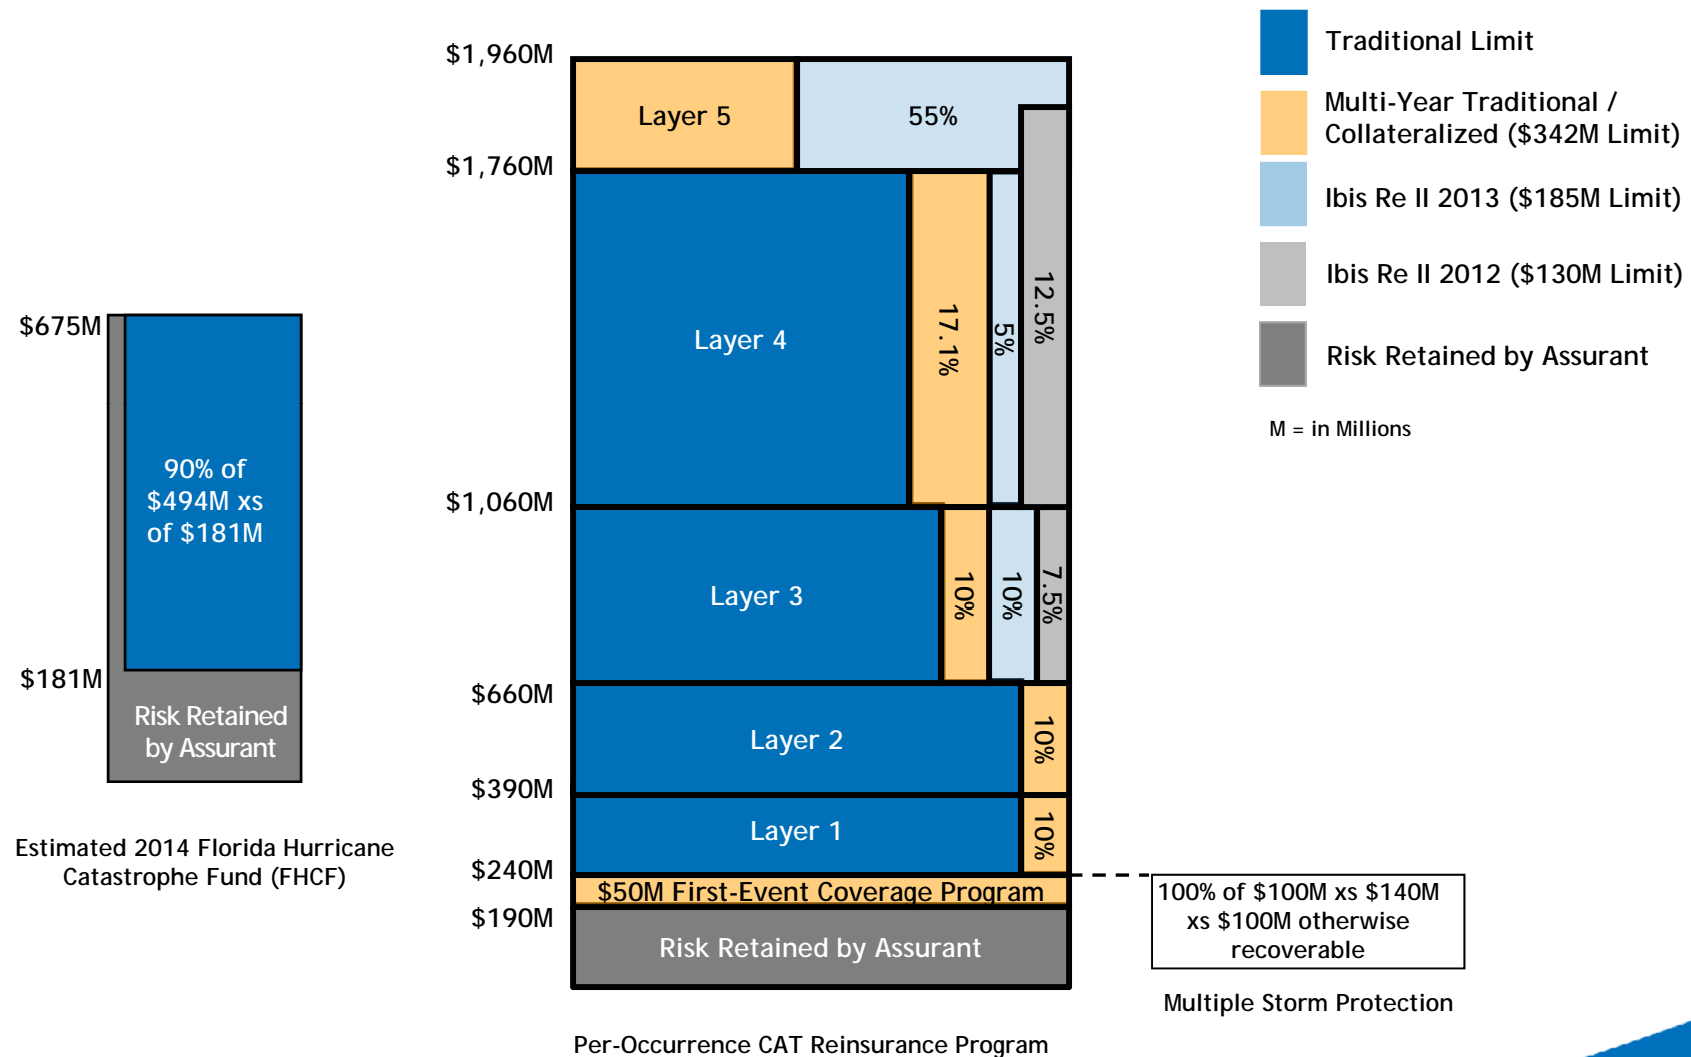 $675M
$181M
90% of
$494M xs
of $181M
Risk Retained
by Assurant
Estimated 2014 Florida Hurricane
Catastrophe Fund (FHCF)
$1,960M
$1,760M
$1,060M
$660M
$390M
$240M
$190M
Layer 5
55%
Layer 4
17.1%
5%
12.5%
Layer 3
10%
10%
7.5%
Layer 2
10%
Layer 1
10%
$50M First-Event Coverage Program
Risk Retained by Assurant
Per-Occurrence CAT Reinsurance Program
100% of $100M xs $140M
xs $100M otherwise
recoverable
Multiple Storm Protection
Traditional Limit
Multi-Year Traditional /
Collateralized ($342M Limit)
Ibis Re II 2013 ($185M Limit)
Ibis Re II 2012 ($130M Limit)
Risk Retained by Assurant
M = in Millions